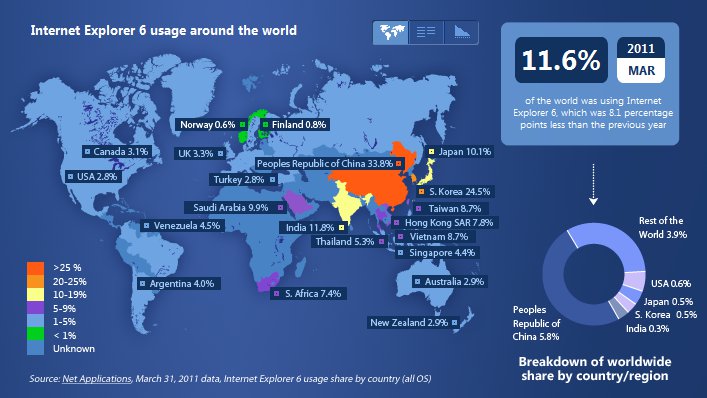 Internet Explorer 6 usage around the world
11.6%
2011
MAR
of the world was using Internet
Explorer 6, which was 8.1 percentage
points less than the previous year
Norway 0.6%
Finland 0.8%
Canada 3.1%
UK 3.3%
Peoples Republic of China 33.8%
Japan 10.1%
USA 2.8%
Turkey 2.8%
S. Korea 24.5%
Saudi Arabia 9.9%
Taiwan 8.7%
Venezuela 4.5%
India 11.8%
Hong Kong SAR 7.8%
Thailand 5.3%
Vietnam 8.7%
Singapore 4.4%
Argentina 4.0%
S. Africa 7.4%
Australia 2.9%
New Zealand 2.9%
>25 %
20-25%
10-19%
5-9%
1-5%
< 1%
Unknown
Rest of the
World 3.9%
USA 0.6%
Japan 0.5%
S. Korea 0.5%
India 0.3%
Peoples
Republic of
China 5.8%
Breakdown of worldwide
share by country/region
Source: Net Applications, March 31, 2011 data, Internet Explorer 6 usage share by country (all OS)